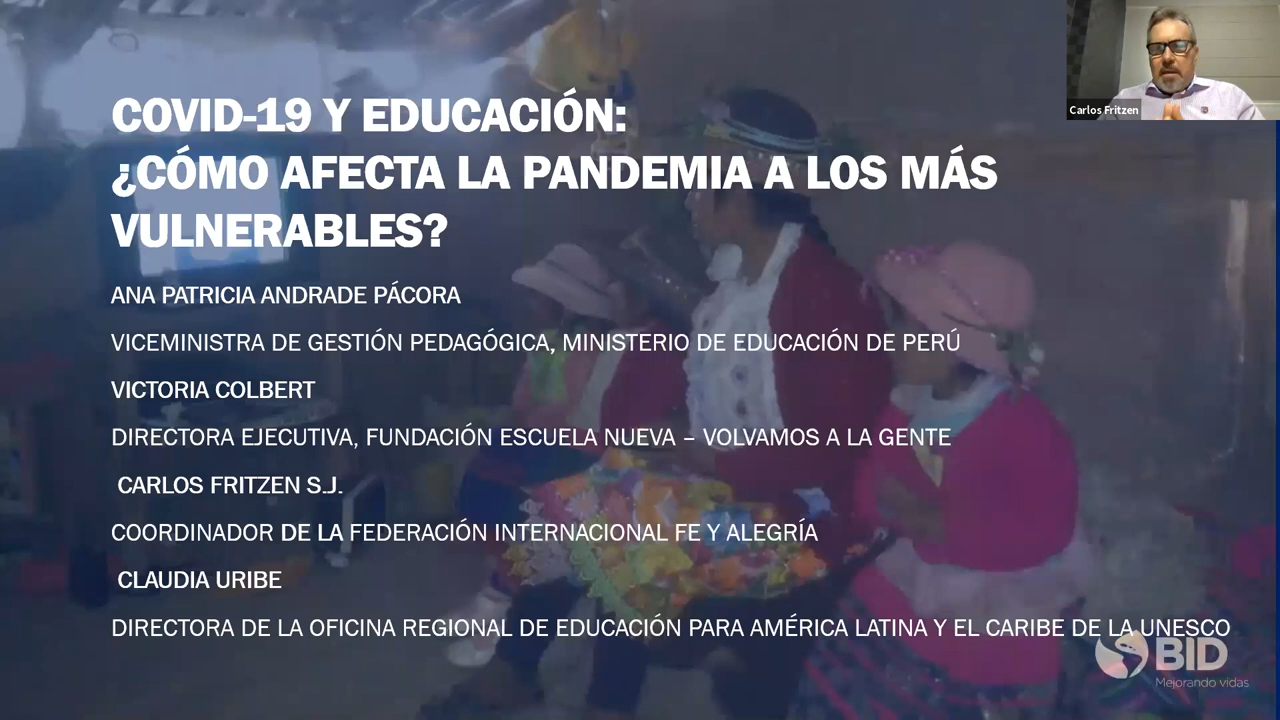 Carlos Fritzen
COVID-19 Y EDUCACIÓN:
¿CÓMO AFECTA LA PANDEMIA A LOS MÁS
VULNERABLES?
ANA PATRICIA ANDRADE PÁCORA
VICEMINISTRA DE GESTIÓN PEDAGÓGICA, MINISTERIO DE EDUCACIÓN DE PERÚ
VICTORIA COLBERT
DIRECTORA EJECUTIVA, FUNDACIÓN ESCUELA NUEVA – VOLVAMOS A LA GENTE
CARLOS FRITZEN S.J.
COORDINADOR DE LA FEDERACIÓN INTERNACIONAL FE Y ALEGRÍA
CLAUDIA URIBE
DIRECTORA DE LA OFICINA REGIONAL DE EDUCACIÓN PARA AMÉRICA LATINA Y EL CARIBE DE LA UNESCO
BID
Mejorando vidas